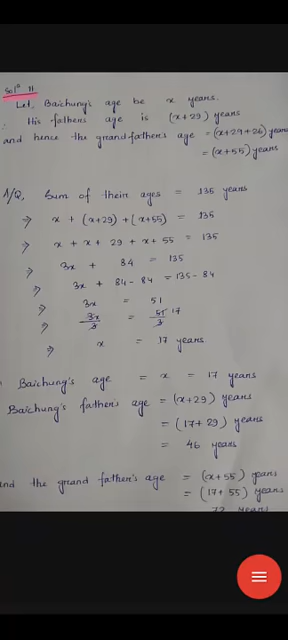 Solⁿ 11
Let, Baichung's age be x years.
∴ His fathers age is (x+29) years
and hence the grandfather's age = (x+29+26) years
= (x+55) years
A/Q, Sum of their ages = 135 years
⇒ x + (x+29) + (x+55) = 135
⇒ x + x + 29 + x + 55 = 135
⇒ 3x + 84 = 135
⇒ 3x + 84 - 84 = 135 - 84
⇒ 3x = 51
⇒ 3x/3 = 51/3 17
⇒ x = 17 years
Baichung's age = x = 17 years
Baichung's father's age = (x+29) years
= (17+29) years
= 46 years
and the grand father's age = (x+55) years
= (17+55) years
72 years